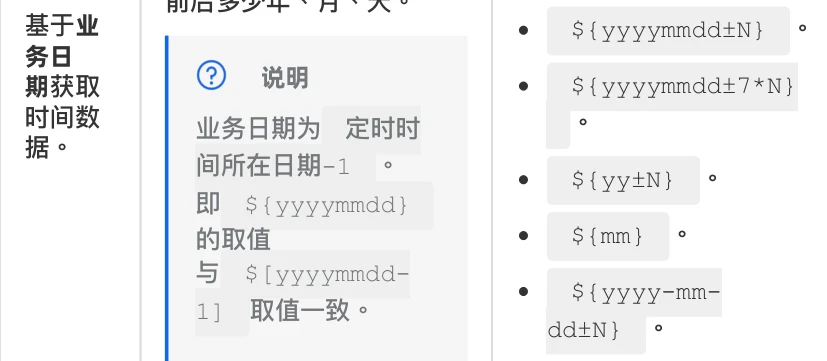 基于业
务日
期获取
时间数
据。
前后多少年、月、天。
说明
业务日期为 定时时
间所在日期-1 。
即 ${yyyymmdd}
的取值
与 $[yyyymmdd-
1] 取值一致。
${yyyymmdd±N} 。
${yyyymmdd±7*N}
。
${yy±N} 。
${mm} 。
${yyyy-mm-
dd±N} 。